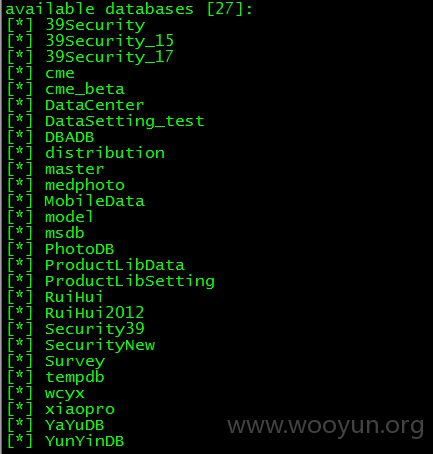 available databases [27]:
[*] 39Security
[*] 39Security_15
[*] 39Security_17
[*] cme
[*] cme_beta
[*] DataCenter
[*] DataSetting_test
[*] DBADB
[*] distribution
[*] master
[*] medphoto
[*] MobileData
[*] model
[*] msdb
[*] PhotoDB
[*] ProductLibData
[*] ProductLibSetting
[*] RuiHui
[*] RuiHui2012
[*] Security39
[*] SecurityNew
[*] Survey
[*] tempdb
[*] wcyx
[*] xiaopro
[*] YaYuDB
[*] YunYinDB
www.wooyun.org